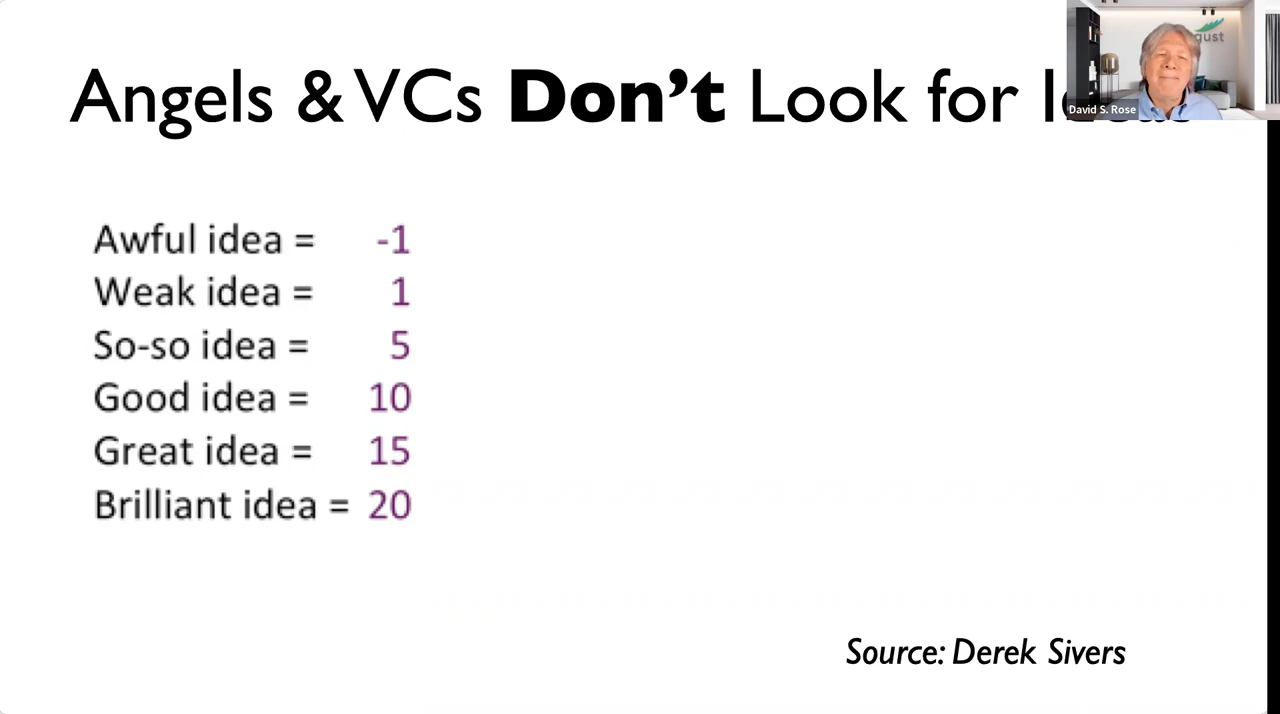 Angels & VCs Don't Look for
gust
David S. Rose
Awful idea = -1
Weak idea = 1
So-so idea = 5
Good idea = 10
Great idea = 15
Brilliant idea = 20
Source: Derek Sivers